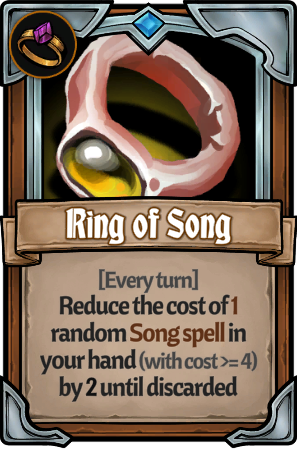 Ring of Song
[Every turn]
Reduce the cost of 1
random Song spell in
your hand (with cost >= 4)
by 2 until discarded